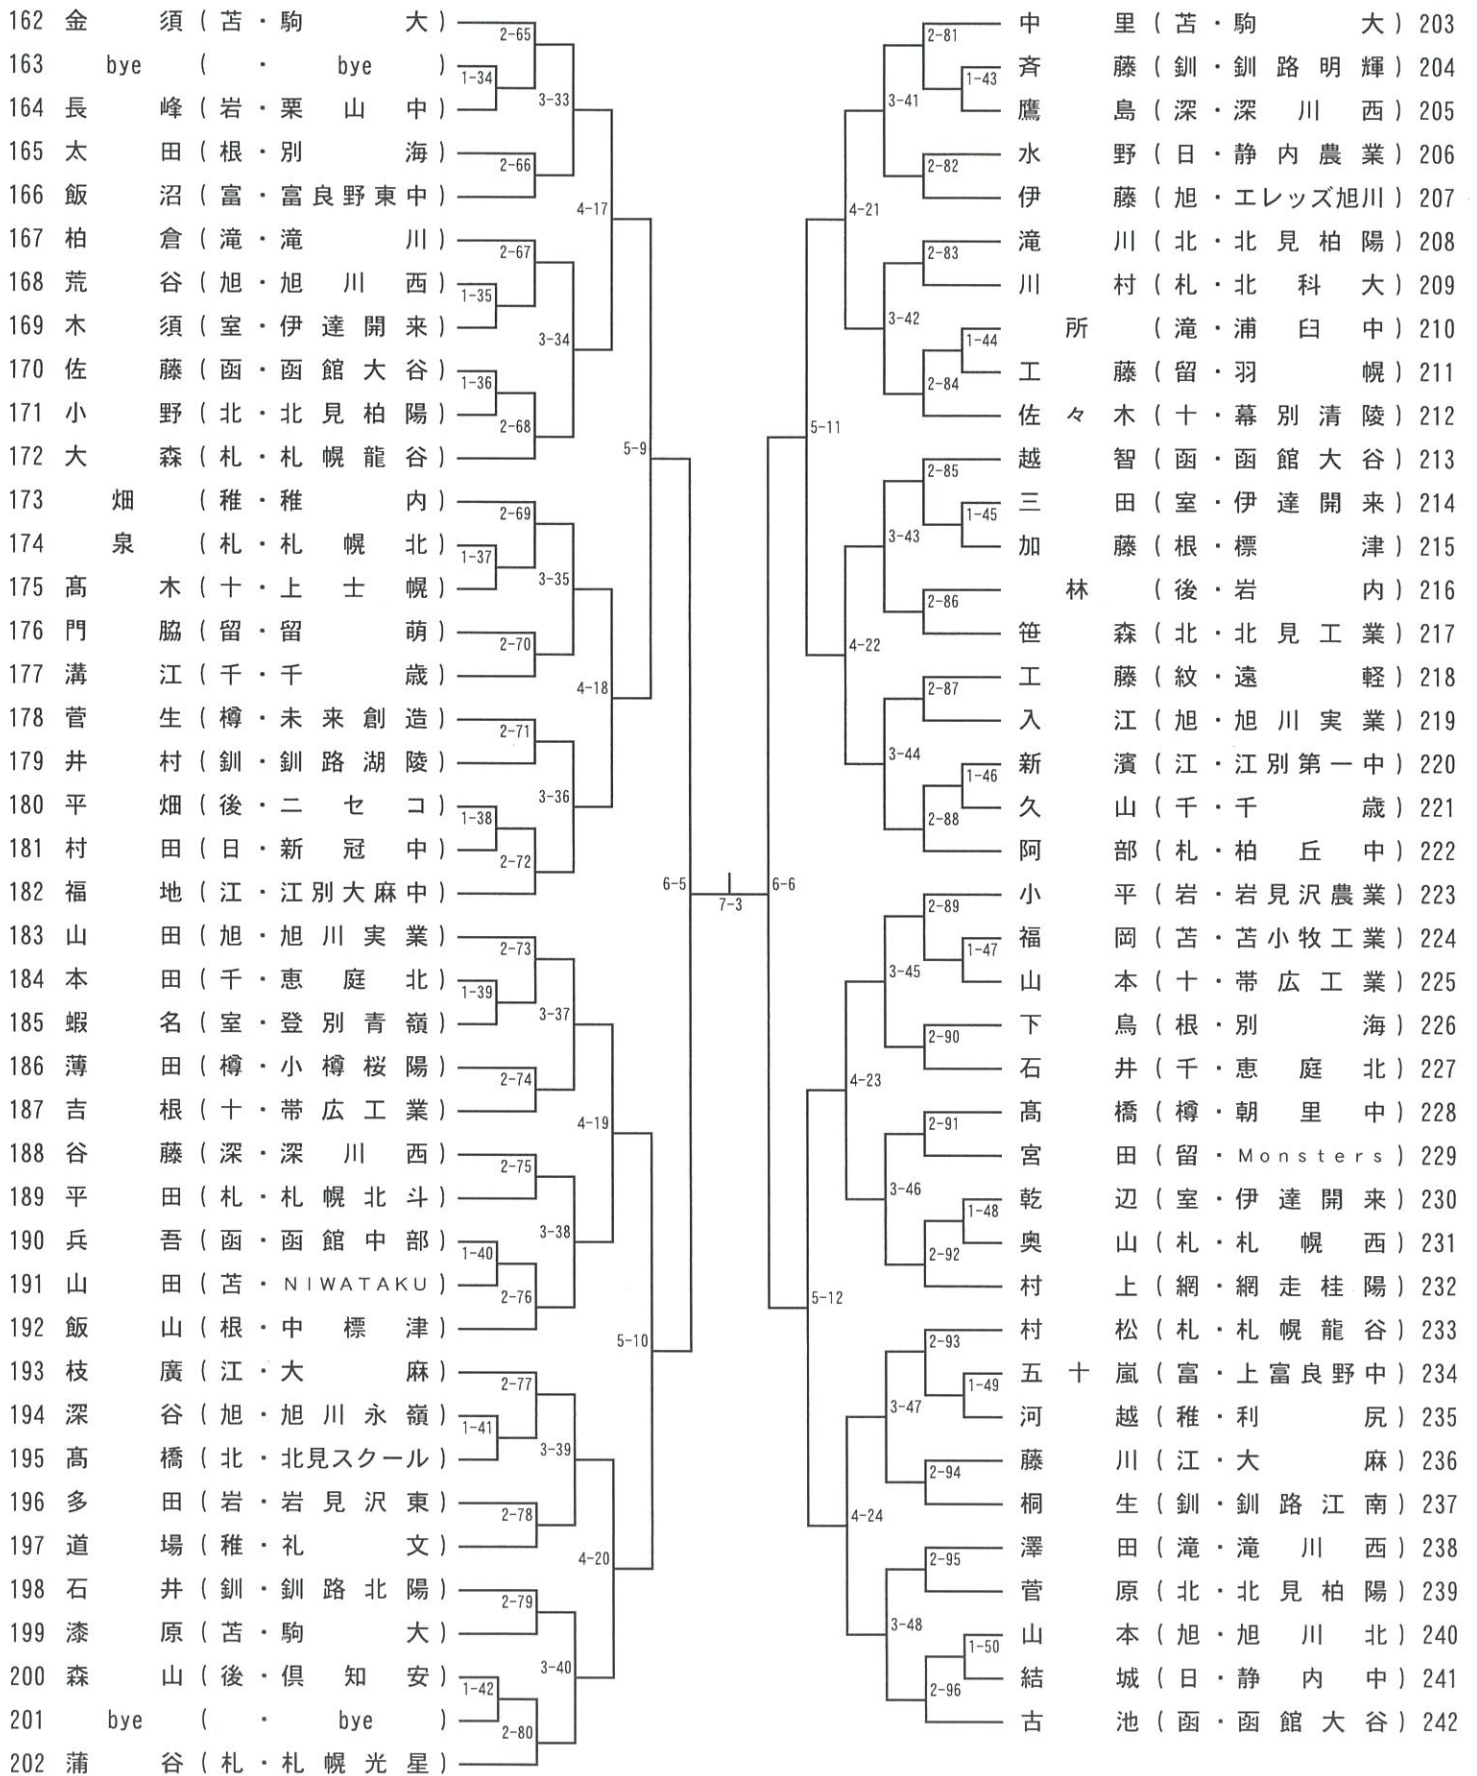 162 金須（苫・駒大）
2-65
163 bye（・bye）
1-34
164 長峰（岩・栗山中）
3-33
165 太田（根・別海）
2-66
166 飯沼（富・富良野東中）
4-17
167 柏倉（滝・滝川）
2-67
168 荒谷（旭・旭川西）
1-35
169 木須（室・伊達開来）
3-34
170 佐藤（函・函館大谷）
1-36
171 小野（北・北見柏陽）
2-68
172 大森（札・札幌龍谷）
5-9
173 畑（稚・稚内）
2-69
174 泉（札・札幌北）
1-37
175 髙木（十・上士幌）
3-35
176 門脇（留・留萌）
2-70
177 溝江（千・千歳）
4-18
178 菅生（樽・未来創造）
2-71
179 井村（釧・釧路湖陵）
3-36
180 平畑（後・ニセコ）
1-38
181 村田（日・新冠中）
2-72
182 福地（江・江別大麻中）
6-5
7-3
183 山田（旭・旭川実業）
2-73
184 本田（千・恵庭北）
1-39
185 蝦名（室・登別青嶺）
3-37
186 薄田（樽・小樽桜陽）
2-74
187 吉根（十・帯広工業）
4-19
188 谷藤（深・深川西）
2-75
189 平田（札・札幌北斗）
3-38
190 兵吾（函・函館中部）
1-40
191 山田（苫・NIWATAKU）
2-76
192 飯山（根・中標津）
5-10
193 枝廣（江・大麻）
2-77
194 深谷（旭・旭川永嶺）
1-41
195 髙橋（北・北見スクール）
3-39
196 多田（岩・岩見沢東）
2-78
197 道場（稚・礼文）
4-20
198 石井（釧・釧路北陽）
2-79
199 漆原（苫・駒大）
3-40
200 森山（後・倶知安）
1-42
201 bye（・bye）
2-80
202 蒲谷（札・札幌光星）
中里（苫・駒大）203
2-81
斉藤（釧・釧路明輝）204
1-43
鷹島（深・深川西）205
3-41
水野（日・静内農業）206
2-82
伊藤（旭・エレッズ旭川）207
4-21
滝川（北・北見柏陽）208
2-83
川村（札・北科大）209
3-42
所（滝・浦臼中）210
1-44
工藤（留・羽幌）211
2-84
佐々木（十・幕別清陵）212
5-11
越智（函・函館大谷）213
2-85
三田（室・伊達開来）214
1-45
加藤（根・標津）215
3-43
林（後・岩内）216
2-86
笹森（北・北見工業）217
4-22
工藤（紋・遠軽）218
2-87
入江（旭・旭川実業）219
3-44
新濱（江・江別第一中）220
1-46
久山（千・千歳）221
2-88
阿部（札・柏丘中）222
6-6
小平（岩・岩見沢農業）223
2-89
福岡（苫・苫小牧工業）224
1-47
山本（十・帯広工業）225
3-45
下鳥（根・別海）226
2-90
石井（千・恵庭北）227
4-23
髙橋（樽・朝里中）228
2-91
宮田（留・Monsters）229
3-46
乾辺（室・伊達開来）230
1-48
奥山（札・札幌西）231
2-92
村上（網・網走桂陽）232
5-12
村松（札・札幌龍谷）233
2-93
五十嵐（富・上富良野中）234
1-49
河越（稚・利尻）235
3-47
藤川（江・大麻）236
2-94
桐生（釧・釧路江南）237
4-24
澤田（滝・滝川西）238
2-95
菅原（北・北見柏陽）239
3-48
山本（旭・旭川北）240
1-50
結城（日・静内中）241
2-96
古池（函・函館大谷）242